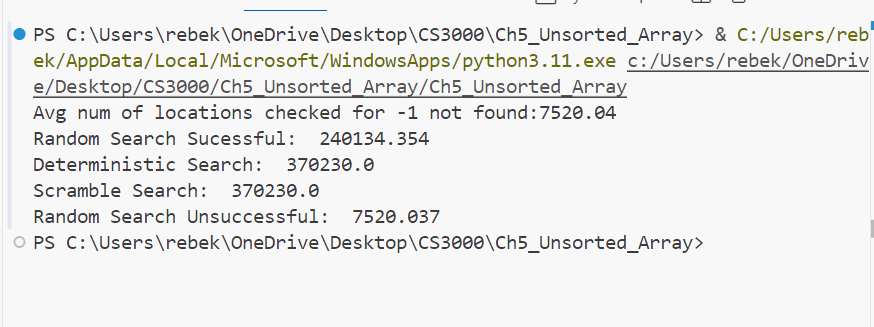 PS C:\Users\rebek\OneDrive\Desktop\CS3000\Ch5_Unsorted_Array> & C:/Users/reb
ek/AppData/Local/Microsoft/WindowsApps/python3.11.exe c:/Users/rebek/OneDriv
e/Desktop/CS3000/Ch5_Unsorted_Array/Ch5_Unsorted_Array
Avg num of locations checked for -1 not found:7520.04
Random Search Sucessful:  240134.354
Deterministic Search:  370230.0
Scramble Search:  370230.0
Random Search Unsuccessful:  7520.037
PS C:\Users\rebek\OneDrive\Desktop\CS3000\Ch5_Unsorted_Array>